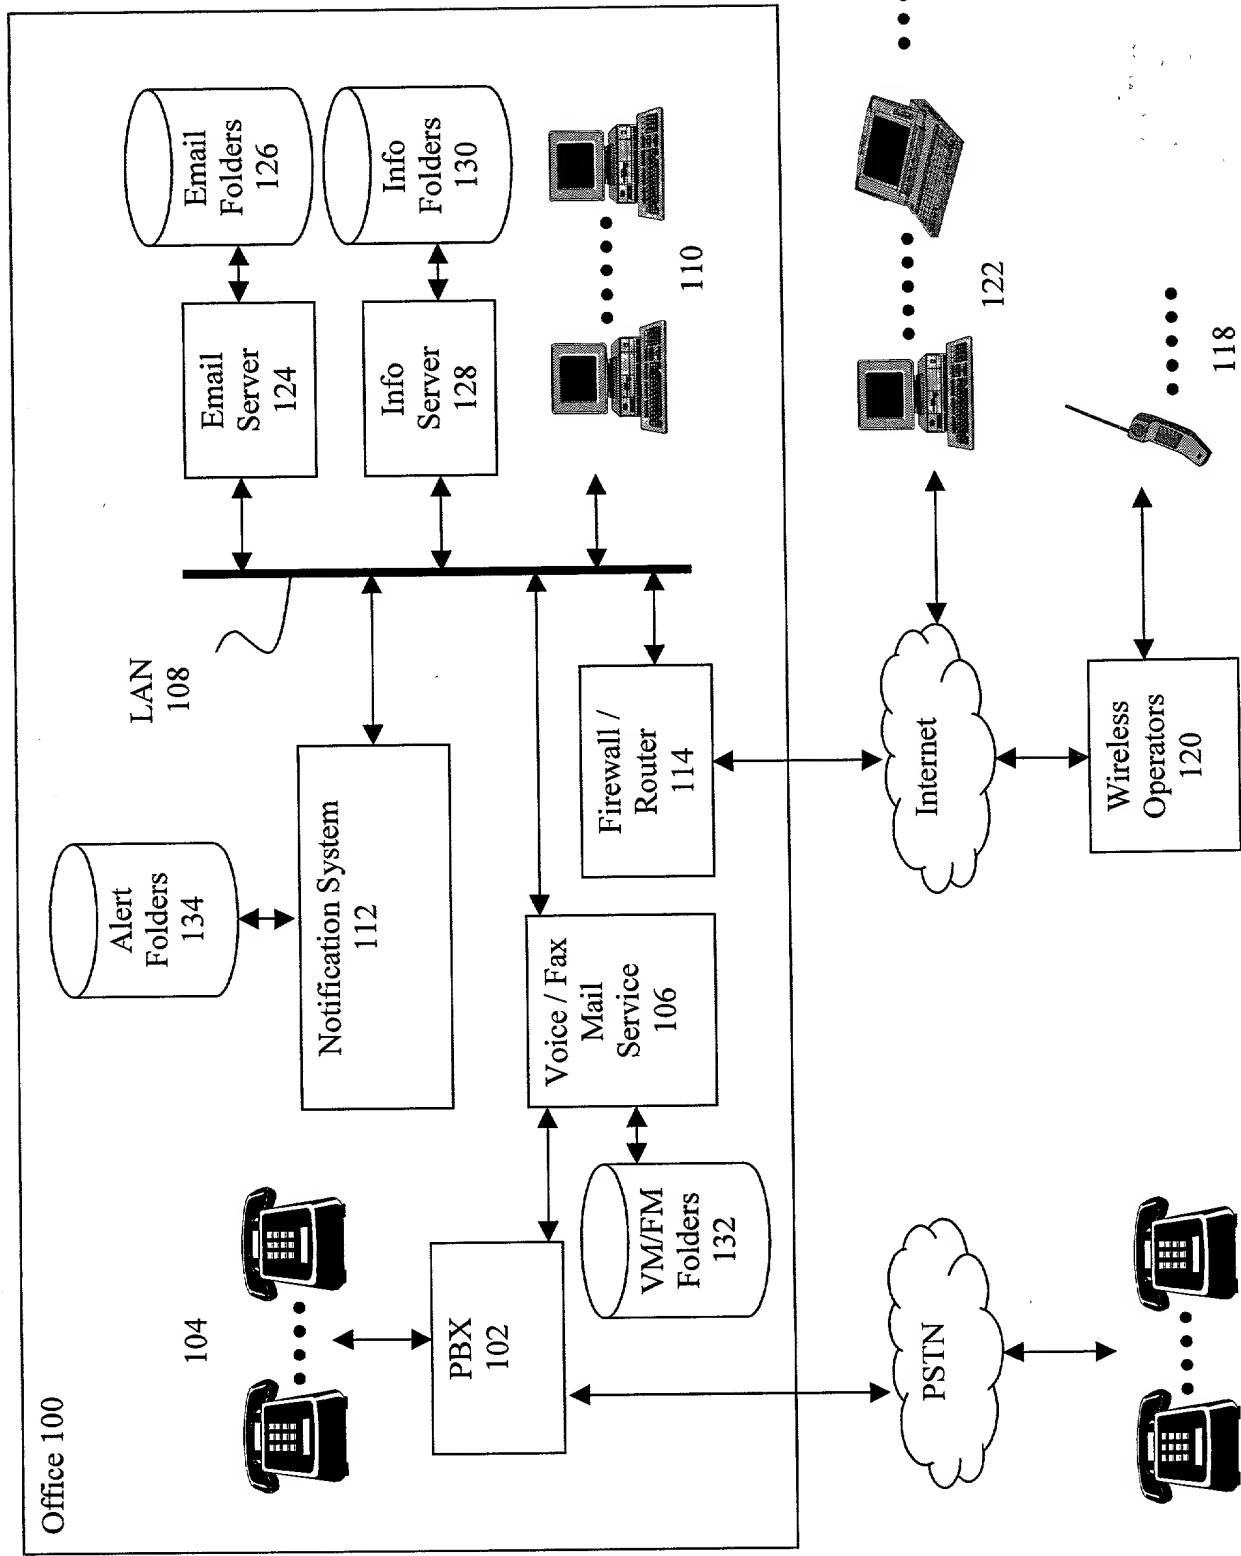 Office 100
104
PBX
102
VM/FM
Folders
132
Voice / Fax
Mail
Service
106
Alert
Folders
134
Notification System
112
LAN
108
Firewall /
Router
114
Email
Server
124
Email
Folders
126
Info
Server
128
Info
Folders
130
110
PSTN
Internet
122
Wireless
Operators
120
118